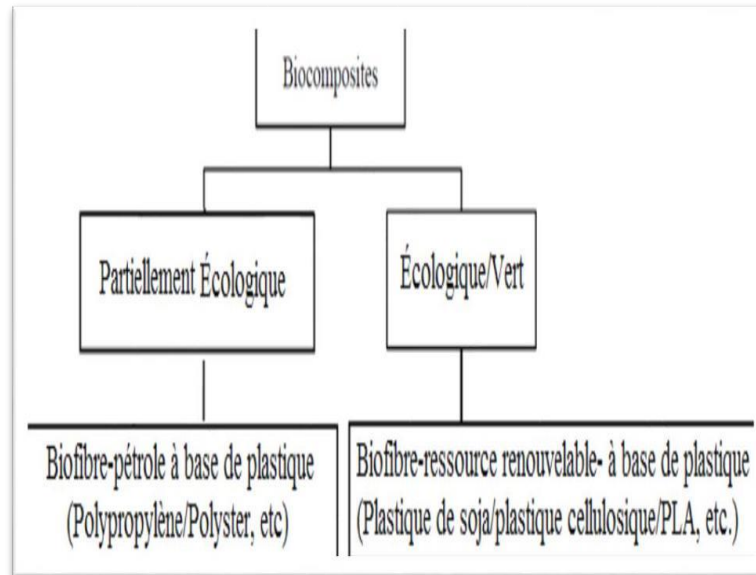 Biocomposites
Partiellement Écologique
Écologique/Vert
Biofibre-pétrole à base de plastique
(Polypropylène/Polyster, etc)
Biofibre-ressource renouvelable- à base de plastique
(Plastique de soja/plastique cellulosique/PLA, etc.)